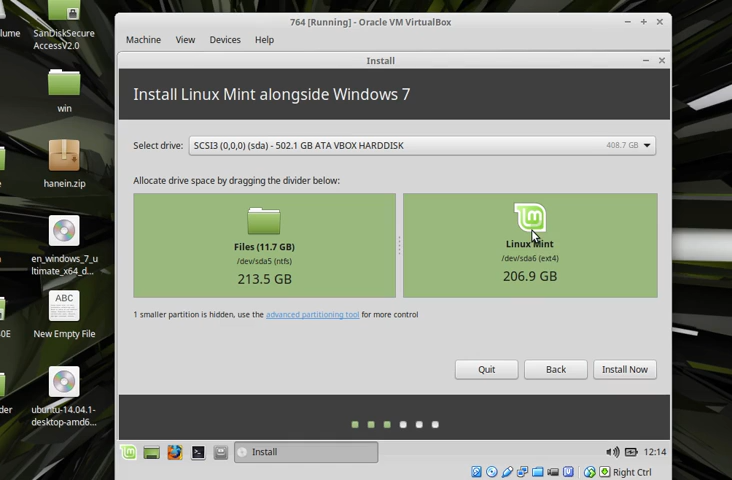 764 [Running] - Oracle VM VirtualBox
Machine View Devices Help
Install
Install Linux Mint alongside Windows 7
Select drive: SCSI3 (0,0,0) (sda) - 502.1 GB ATA VBOX HARDDISK 408.7 GB
Allocate drive space by dragging the divider below:
Files (11.7 GB)
/dev/sda5 (ntfs)
213.5 GB
Linux Mint
/dev/sda6 (ext4)
206.9 GB
1 smaller partition is hidden, use the advanced partitioning tool for more control
Quit Back Install Now
Install
12:14
Right Ctrl
lume
SanDiskSecure
AccessV2.0
win
hanein.zip
en_windows_7_u
ltimate_x64_d...
ABC
New Empty File
0E
der
ubuntu-14.04.1-
desktop-amd6...